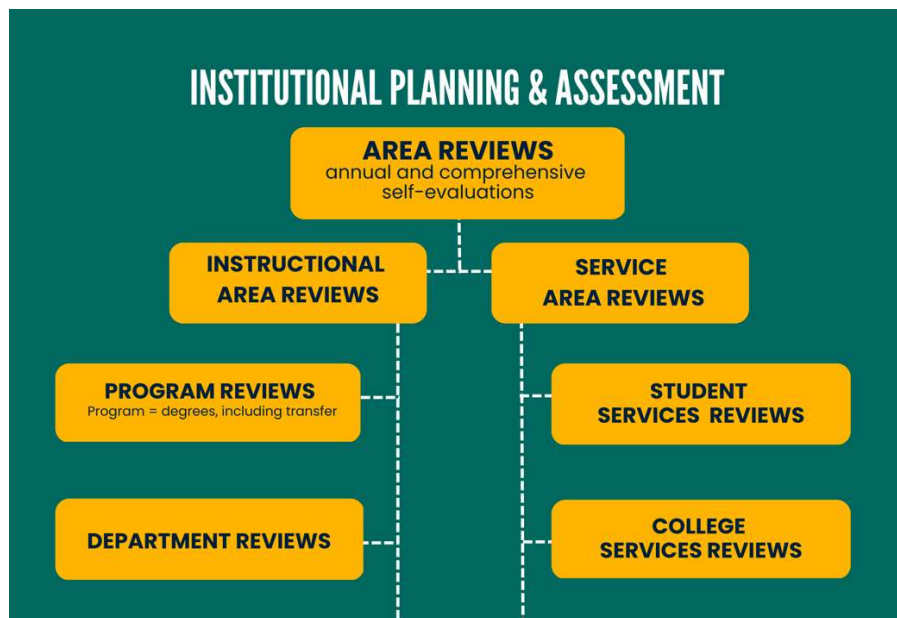 INSTITUTIONAL PLANNING & ASSESSMENT
AREA REVIEWS
annual and comprehensive
self-evaluations
INSTRUCTIONAL
AREA REVIEWS
SERVICE
AREA REVIEWS
PROGRAM REVIEWS
Program = degrees, including transfer
STUDENT
SERVICES REVIEWS
DEPARTMENT REVIEWS
COLLEGE
SERVICES REVIEWS